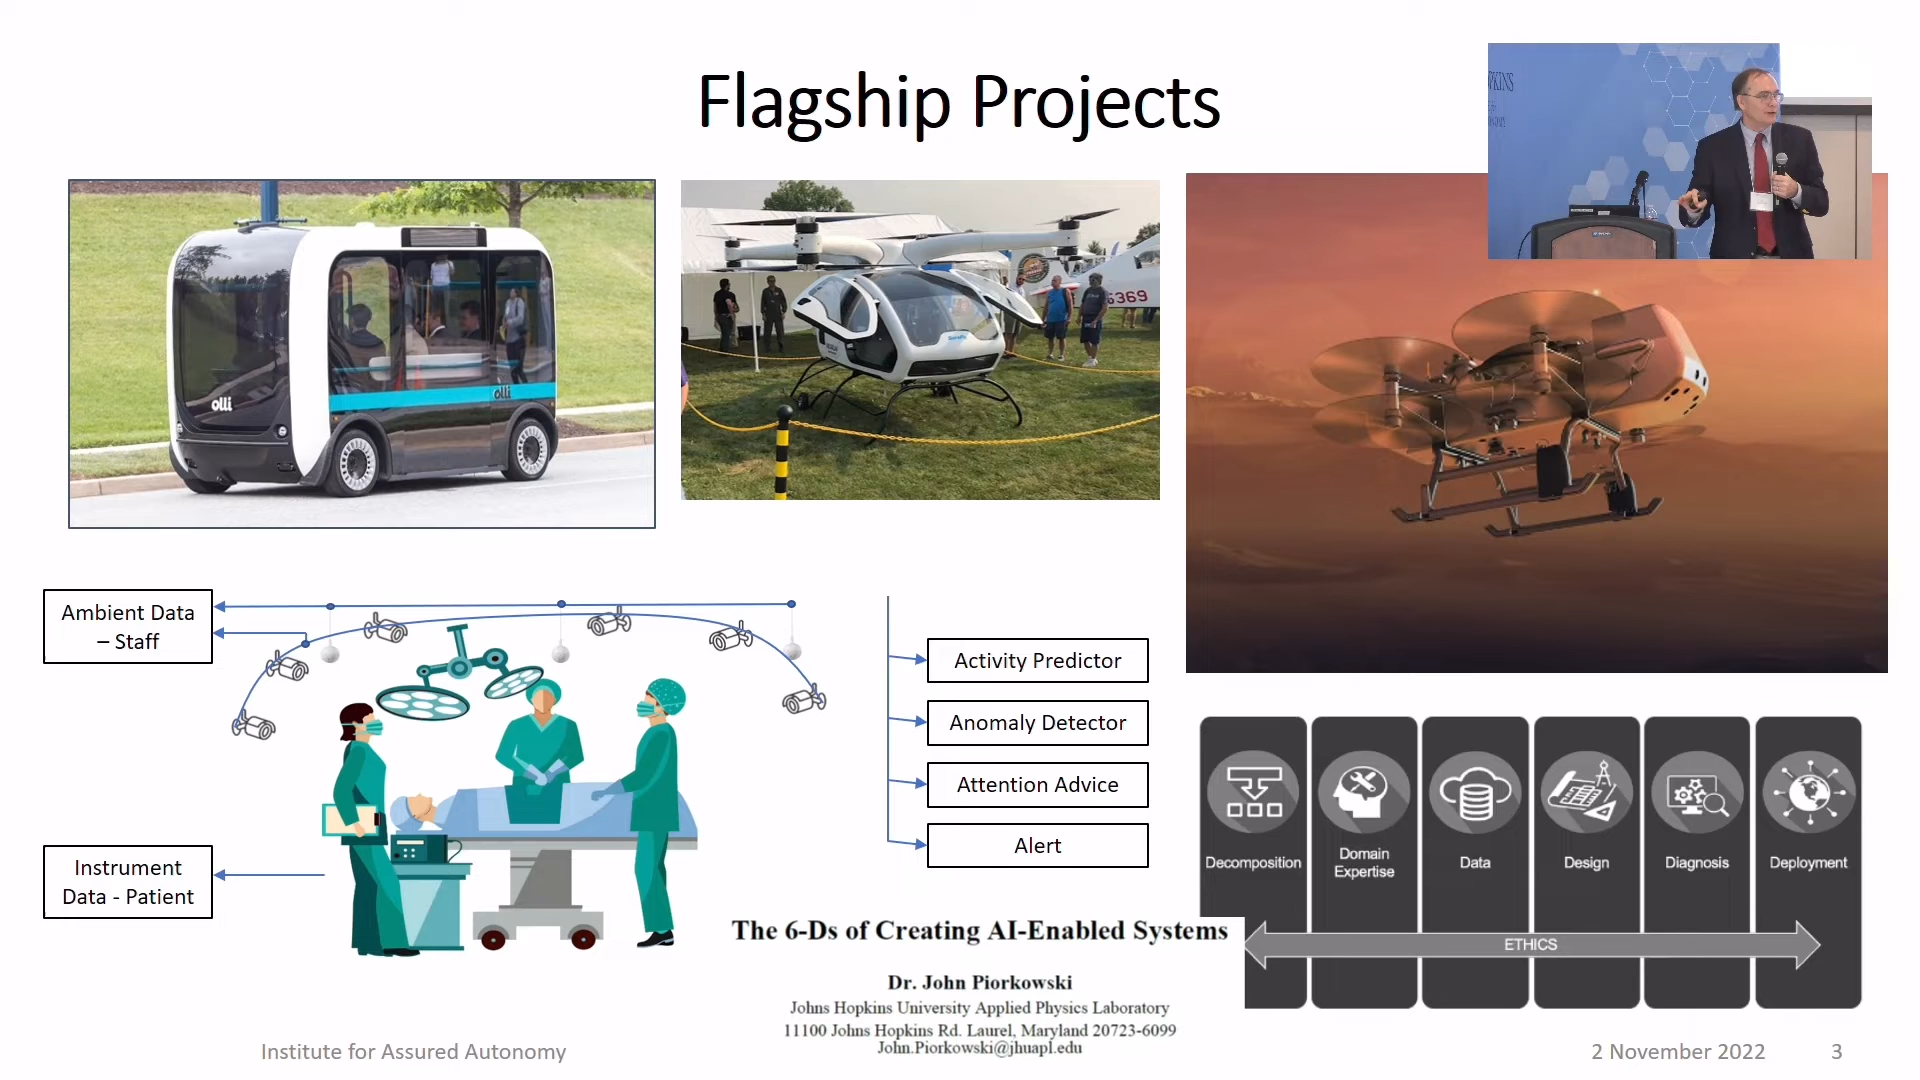 Flagship Projects
olli
olli
5369
Ambient Data
– Staff
Instrument
Data - Patient
Activity Predictor
Anomaly Detector
Attention Advice
Alert
Decomposition
Domain
Expertise
Data
Design
Diagnosis
Deployment
ETHICS
The 6-Ds of Creating AI-Enabled Systems
Dr. John Piorkowski
Johns Hopkins University Applied Physics Laboratory
11100 Johns Hopkins Rd. Laurel, Maryland 20723-6099
John.Piorkowski@jhuapl.edu
Institute for Assured Autonomy
2 November 2022
3